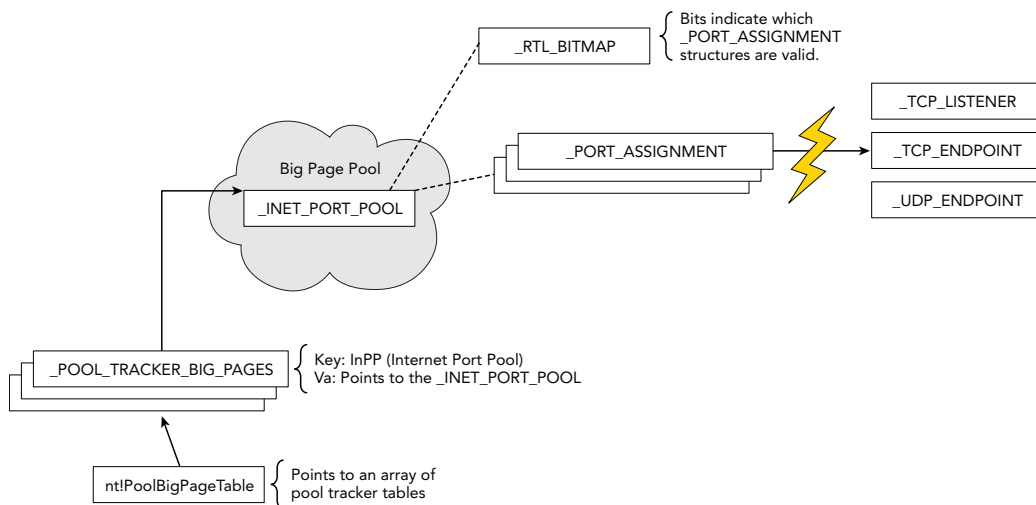 _RTL_BITMAP
Bits indicate which
_PORT_ASSIGNMENT
structures are valid.
_TCP_LISTENER
_PORT_ASSIGNMENT
_TCP_ENDPOINT
Big Page Pool
_INET_PORT_POOL
_UDP_ENDPOINT
_POOL_TRACKER_BIG_PAGES
Key: InPP (Internet Port Pool)
Va: Points to the _INET_PORT_POOL
nt!PoolBigPageTable
Points to an array of
pool tracker tables